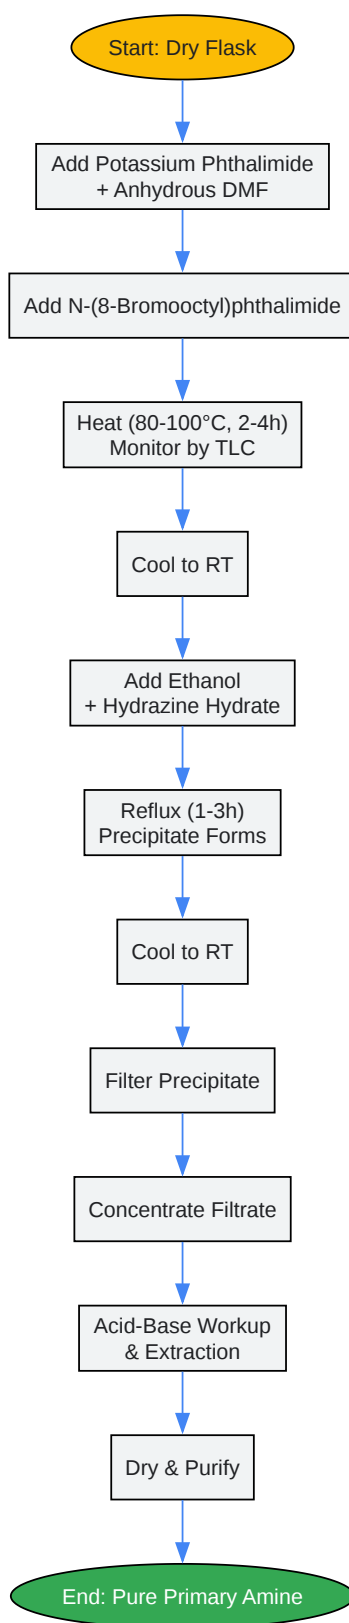 Start: Dry Flask
Add Potassium Phthalimide
+ Anhydrous DMF
Add N-(8-Bromooctyl)phthalimide
Heat (80-100°C, 2-4h)
Monitor by TLC
Cool to RT
Add Ethanol
+ Hydrazine Hydrate
Reflux (1-3h)
Precipitate Forms
Cool to RT
Filter Precipitate
Concentrate Filtrate
Acid-Base Workup
& Extraction
Dry & Purify
End: Pure Primary Amine